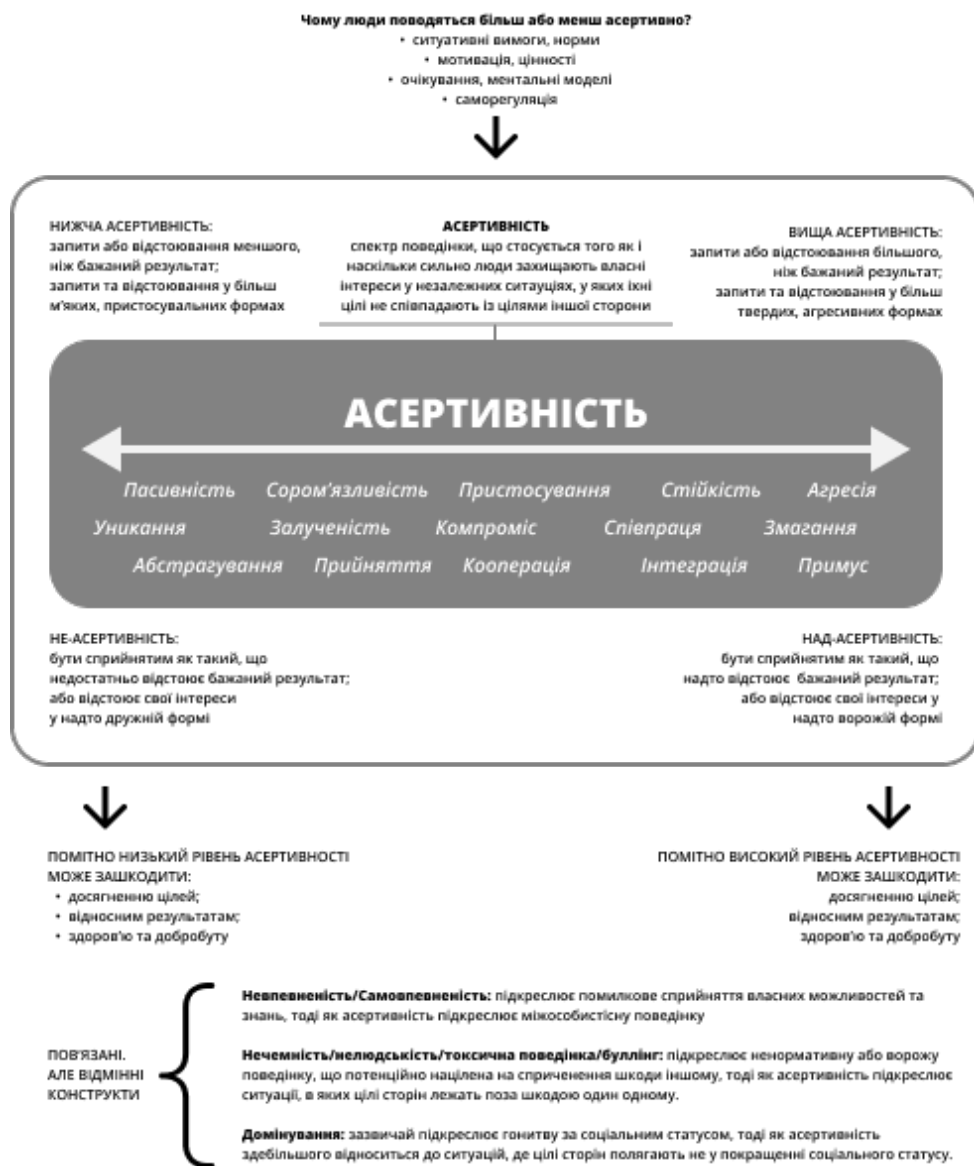 Чому люди поводяться більш або менш асертивно?
• ситуативні вимоги, норми
• мотивація, цінності
• очікування, ментальні моделі
• саморегуляція
НИЖЧА АСЕРТИВНІСТЬ:
запити або відстоювання меншого,
ніж бажаний результат;
запити та відстоювання у більш
м'яких, пристосувальних формах
АСЕРТИВНІСТЬ
спектр поведінки, що стосується того як і
наскільки сильно люди захищають власні
інтереси у незалежних ситуаціях, у яких їхні
цілі не співпадають із цілями іншої сторони
ВИЩА АСЕРТИВНІСТЬ:
запити або відстоювання більшого,
ніж бажаний результат;
запити та відстоювання у більш
твердих, агресивних формах
АСЕРТИВНІСТЬ
Пасивність Сором'язливість Пристосування Стійкість Агресія
Уникання Залученість Компроміс Співпраця Змагання
Абстрагування Прийняття Кооперація Інтеграція Примус
НЕ-АСЕРТИВНІСТЬ:
бути сприйнятим як такий, що
недостатньо відстоює бажаний результат;
або відстоює свої інтереси
у надто дружній формі
НАД-АСЕРТИВНІСТЬ:
бути сприйнятим як такий, що
надто відстоює бажаний результат;
або відстоює свої інтереси у
надто ворожій формі
ПОМІТНО НИЗЬКИЙ РІВЕНЬ АСЕРТИВНОСТІ
МОЖЕ ЗАШКОДИТИ:
• досягненню цілей;
• відносним результатам;
• здоров'ю та добробуту
ПОМІТНО ВИСОКИЙ РІВЕНЬ АСЕРТИВНОСТІ
МОЖЕ ЗАШКОДИТИ:
досягненню цілей;
відносним результатам;
здоров'ю та добробуту
ПОВ'ЯЗАНІ.
АЛЕ ВІДМІННІ
КОНСТРУКТИ
Невпевненість/Самовпевненість: підкреслює помилкове сприйняття власних можливостей та
знань, тоді як асертивність підкреслює міжособистісну поведінку
Нечемність/нелюдськість/токсична поведінка/буллінг: підкреслює ненормативну або ворожу
поведінку, що потенційно націлена на сприченення шкоди іншому, тоді як асертивність підкреслює
ситуації, в яких цілі сторін лежать поза шкодою один одному.
Домінування: зазвичай підкреслює гонитву за соціальним статусом, тоді як асертивність
здебільшого відноситься до ситуацій, де цілі сторін полягають не у покращенні соціального статусу.